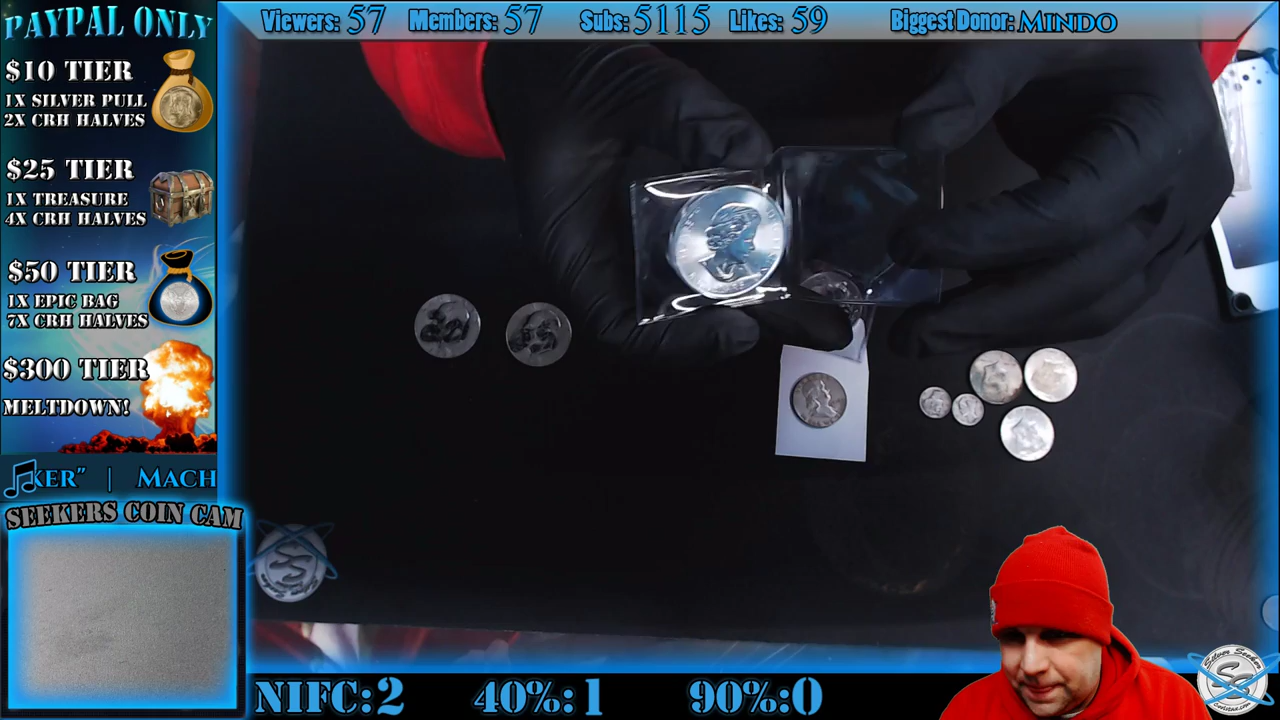 PAYPAL ONLY
$10 TIER
1X SILVER PULL
2X CRH HALVES
$25 TIER
1X TREASURE
4X CRH HALVES
$50 TIER
1X EPIC BAG
7X CRH HALVES
$300 TIER
MELTDOWN!
KER" | MACH
SEEKERS COIN CAM
Viewers: 57 Members: 57 Subs: 5115 Likes: 59 Biggest Donor: MINDO
NIFC:2 40%:1 90%:0
Silver Seeker